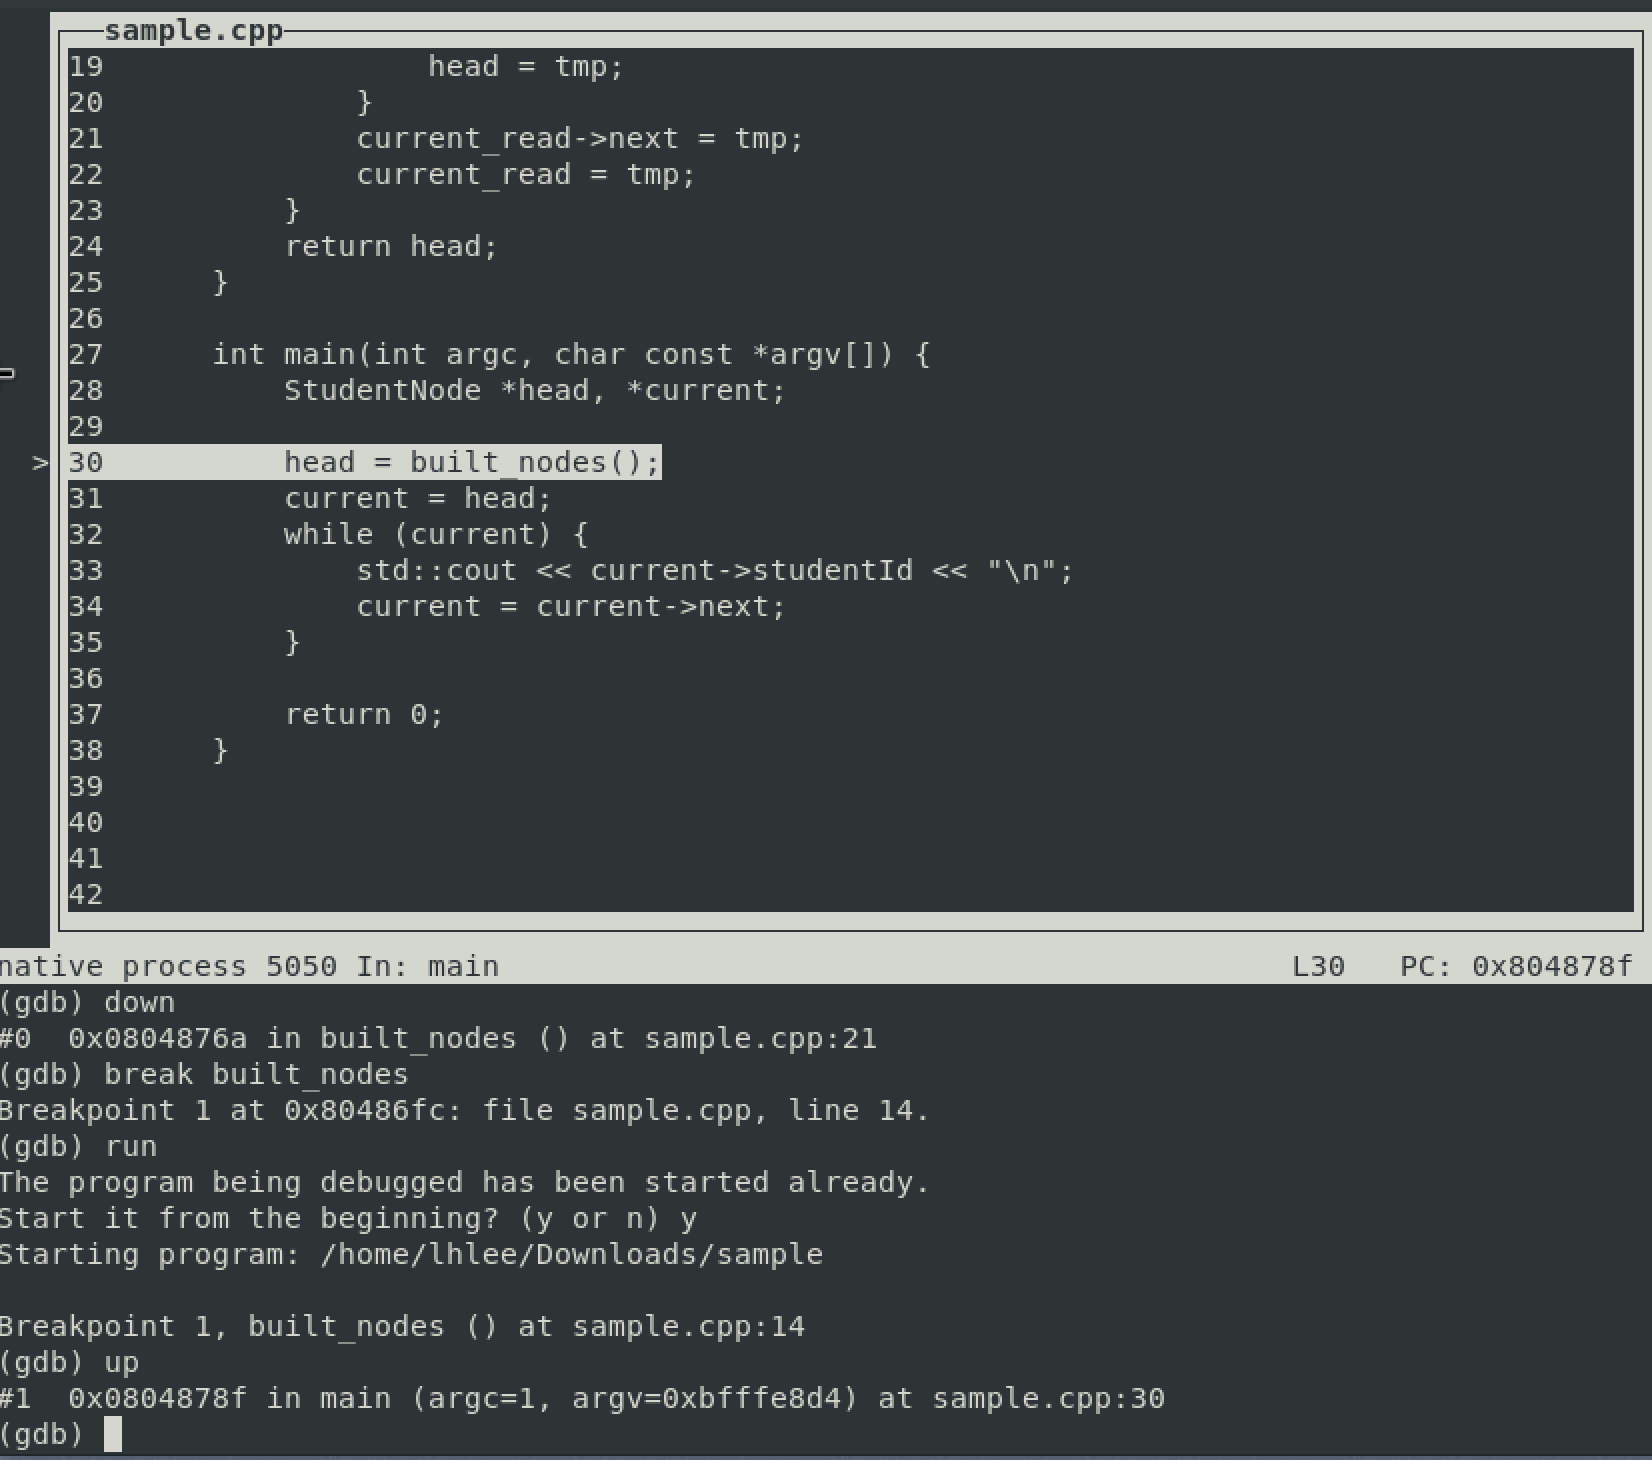 sample.cpp
19                  head = tmp;
20              }
21              current_read->next = tmp;
22              current_read = tmp;
23          }
24          return head;
25      }
26
27      int main(int argc, char const *argv[]) {
28          StudentNode *head, *current;
29
>30          head = built_nodes();
31          current = head;
32          while (current) {
33              std::cout << current->studentId << "\n";
34              current = current->next;
35          }
36
37          return 0;
38      }
39
40
41
42
native process 5050 In: main                                            L30   PC: 0x804878f
(gdb) down
#0  0x0804876a in built_nodes () at sample.cpp:21
(gdb) break built_nodes
Breakpoint 1 at 0x80486fc: file sample.cpp, line 14.
(gdb) run
The program being debugged has been started already.
Start it from the beginning? (y or n) y
Starting program: /home/lhlee/Downloads/sample

Breakpoint 1, built_nodes () at sample.cpp:14
(gdb) up
#1  0x0804878f in main (argc=1, argv=0xbfffe8d4) at sample.cpp:30
(gdb)